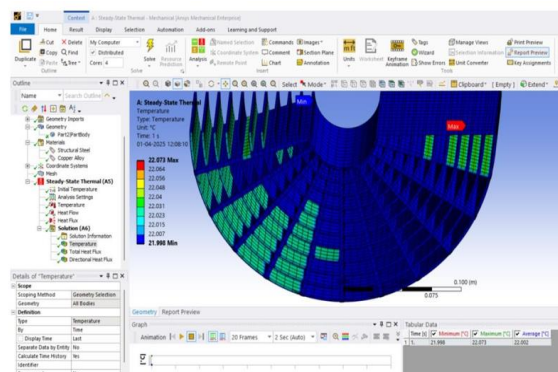 Context
A : Steady-State Thermal - Mechanical [Ansys Mechanical Enterprise]
File Home Result Display Selection Automation Add-ons Learning and Support
Duplicate
Cut
Copy
Paste
Delete
Find
Tree
Outline
My Computer
Distributed
Cores 4
Solve
Resource Prediction
Solve
Analysis
Named Selection
Coordinate System
Remote Point
Commands
Comment
Chart
Images
Section Plane
Annotation
Insert
Units
Worksheet
Keyframe Animation
Tags
Wizard
Show Errors
Manage Views
Selection Information
Unit Converter
Print Preview
Report Preview
Key Assignments
Tools
Outline
Name
Search Outline
Select Mode
Clipboard [ Empty ] Extend
Geometry Imports
Geometry
Part2|PartBody
Materials
Structural Steel
Copper Alloy
Coordinate Systems
Mesh
Steady-State Thermal (A5)
Initial Temperature
Analysis Settings
Temperature
Heat Flow
Heat Flux
Solution (A6)
Solution Information
Temperature
Total Heat Flux
Directional Heat Flux
A: Steady-State Thermal
Temperature
Type: Temperature
Unit: °C
Time: 1 s
01-04-2025 12:08:10
22.073 Max
22.064
22.056
22.048
22.04
22.031
22.023
22.015
22.007
21.998 Min
Min
Max
0.100 (m)
0.075
Details of "Temperature"
Scope
Scoping Method Geometry Selection
Geometry All Bodies
Definition
Type Temperature
By Time
Display Time Last
Separate Data by Entity No
Calculate Time History Yes
Identifier
Geometry Report Preview
Graph
Animation 20 Frames 2 Sec (Auto)
Tabular Data
Time [s] Minimum [°C] Maximum [°C] Average [°C]
1 1. 21.998 22.073 22.002